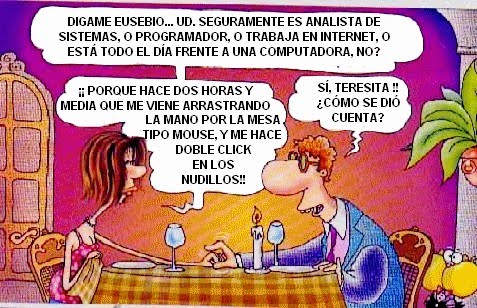 DIGAME EUSEBIO... UD. SEGURAMENTE ES ANALISTA DE
SISTEMAS, O PROGRAMADOR, O TRABAJA EN INTERNET, O
ESTÁ TODO EL DÍA FRENTE A UNA COMPUTADORA, NO?
SÍ, TERESITA !!
¿CÓMO SE DIÓ
CUENTA?
¡¡ PORQUE HACE DOS HORAS Y
MEDIA QUE ME VIENE ARRASTRANDO
LA MANO POR LA MESA
TIPO MOUSE, Y ME HACE
DOBLE CLICK
EN LOS
NUDILLOS!!